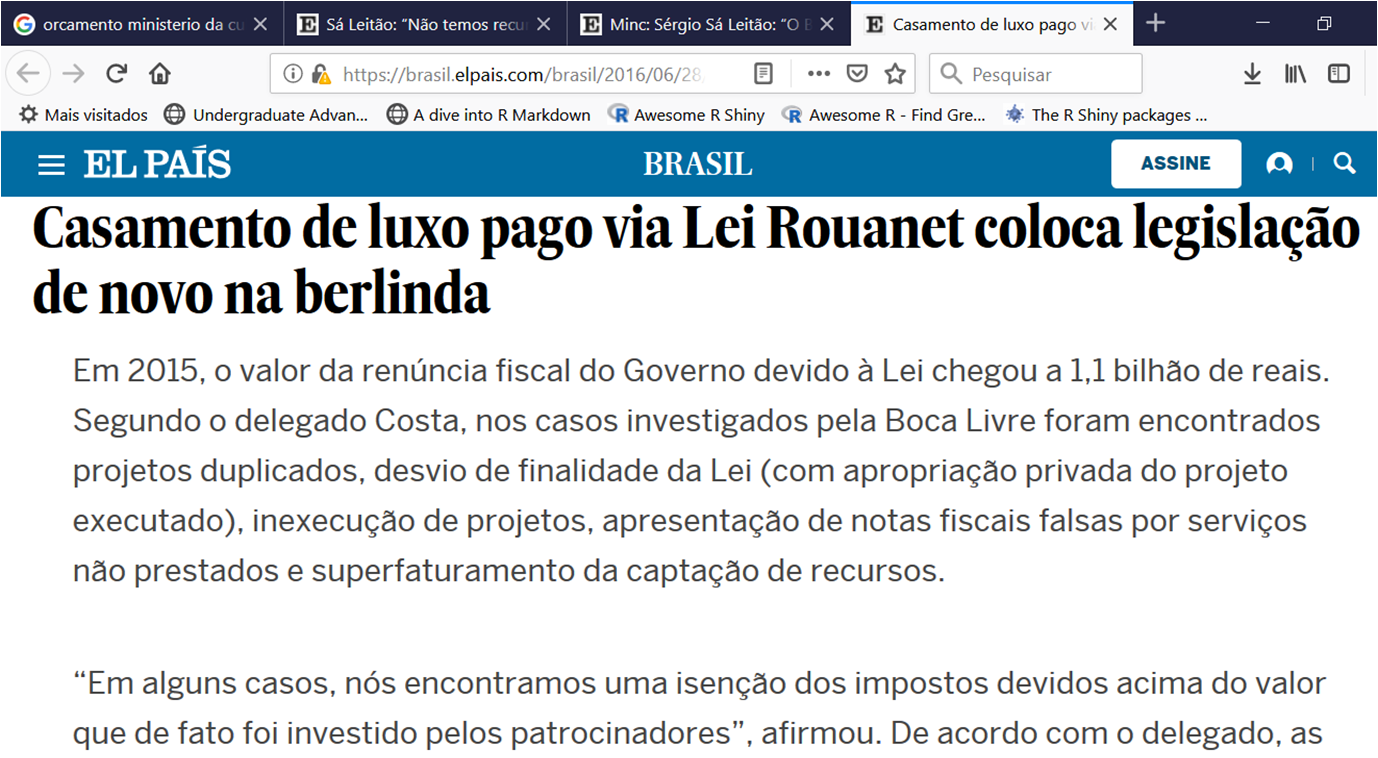 orcamento ministerio da cu
Sá Leitão: “Não temos recu
Minc: Sérgio Sá Leitão: “O B
Casamento de luxo pago vi
https://brasil.elpais.com/brasil/2016/06/28,
Pesquisar
Mais visitados
Undergraduate Advan...
A dive into R Markdown
Awesome R Shiny
Awesome R - Find Gre...
The R Shiny packages ...
EL PAÍS
BRASIL
ASSINE
Casamento de luxo pago via Lei Rouanet coloca legislação
de novo na berlinda
Em 2015, o valor da renúncia fiscal do Governo devido à Lei chegou a 1,1 bilhão de reais.
Segundo o delegado Costa, nos casos investigados pela Boca Livre foram encontrados
projetos duplicados, desvio de finalidade da Lei (com apropriação privada do projeto
executado), inexecução de projetos, apresentação de notas fiscais falsas por serviços
não prestados e superfaturamento da captação de recursos.
“Em alguns casos, nós encontramos uma isenção dos impostos devidos acima do valor
que de fato foi investido pelos patrocinadores”, afirmou. De acordo com o delegado, as